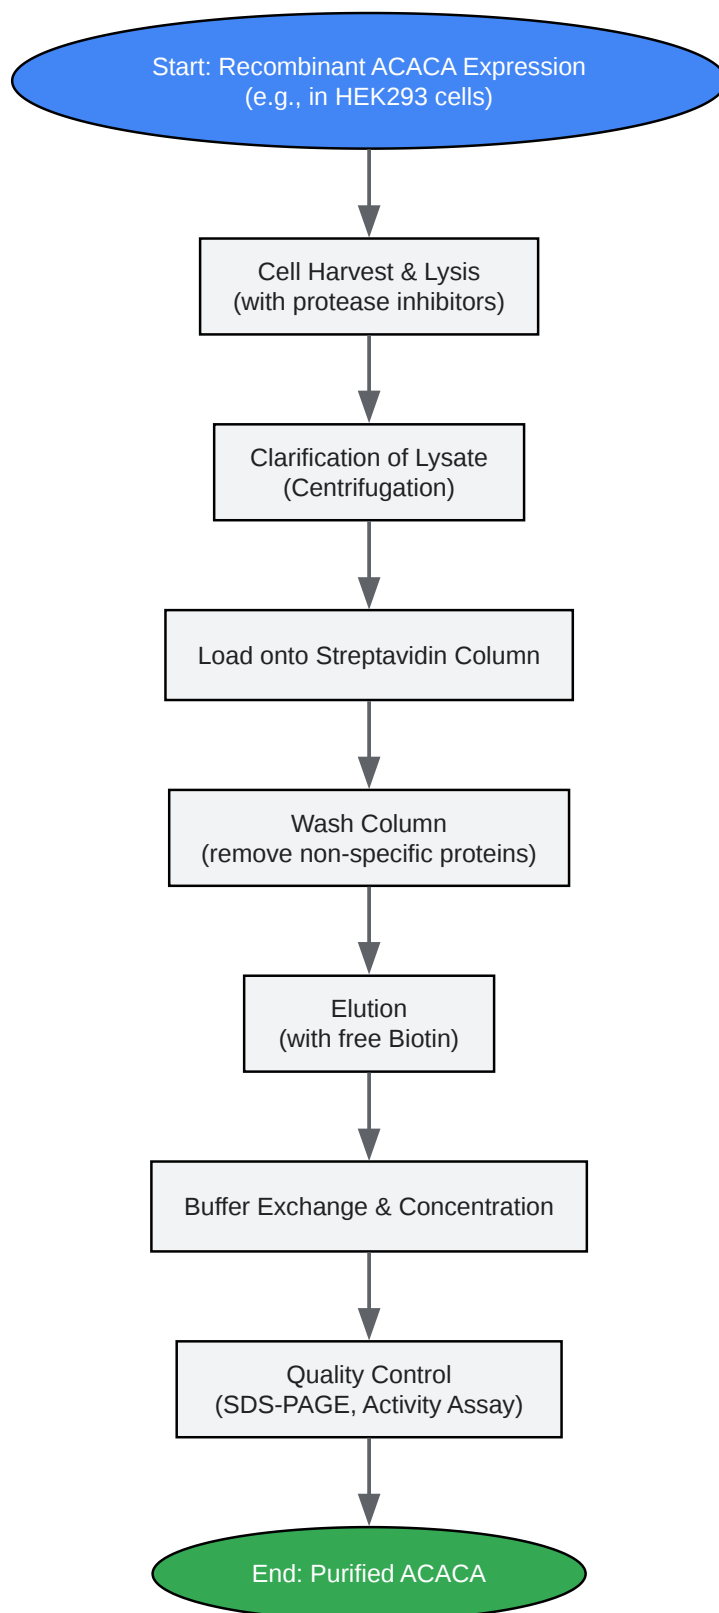 Start: Recombinant ACACA Expression
(e.g., in HEK293 cells)
Cell Harvest & Lysis
(with protease inhibitors)
Clarification of Lysate
(Centrifugation)
Load onto Streptavidin Column
Wash Column
(remove non-specific proteins)
Elution
(with free Biotin)
Buffer Exchange & Concentration
Quality Control
(SDS-PAGE, Activity Assay)
End: Purified ACACA